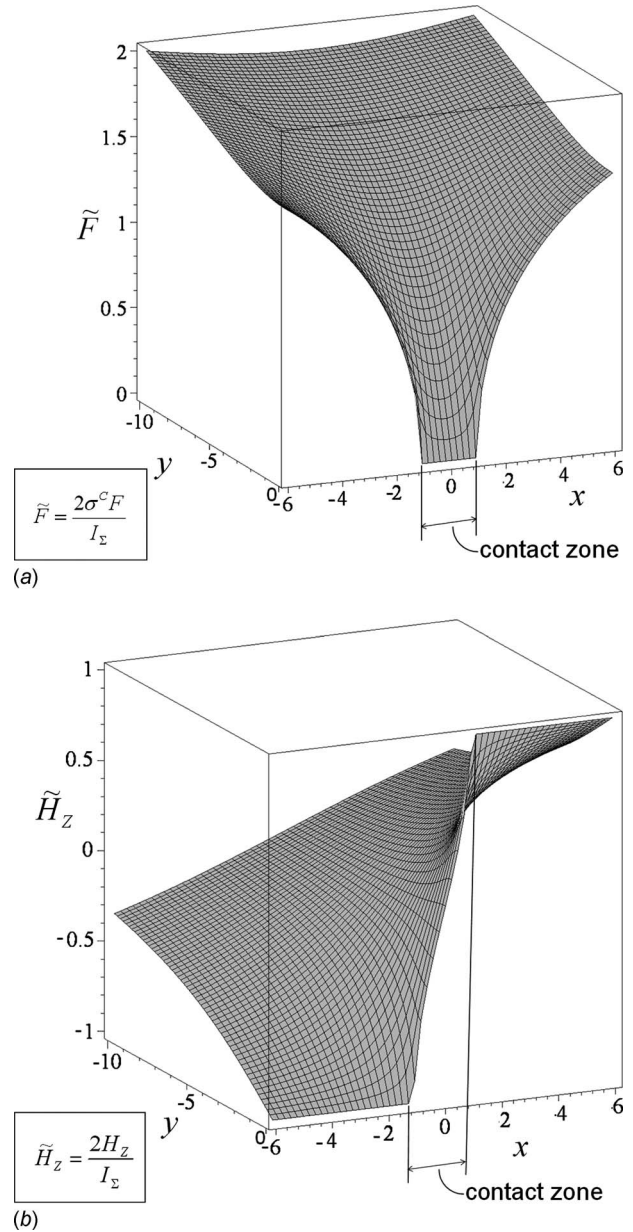 2
1.5
F̃
1
0.5
0
-10
y
-5
0
-6
-4
-2
0
2
4
6
x
F̃ = 2σ^C F / I_Σ
contact zone
(a)
1
0.5
H̃_Z
0
-0.5
-1
-10
y
-5
0
-6
-4
-2
0
2
4
6
x
H̃_Z = 2H_Z / I_Σ
contact zone
(b)